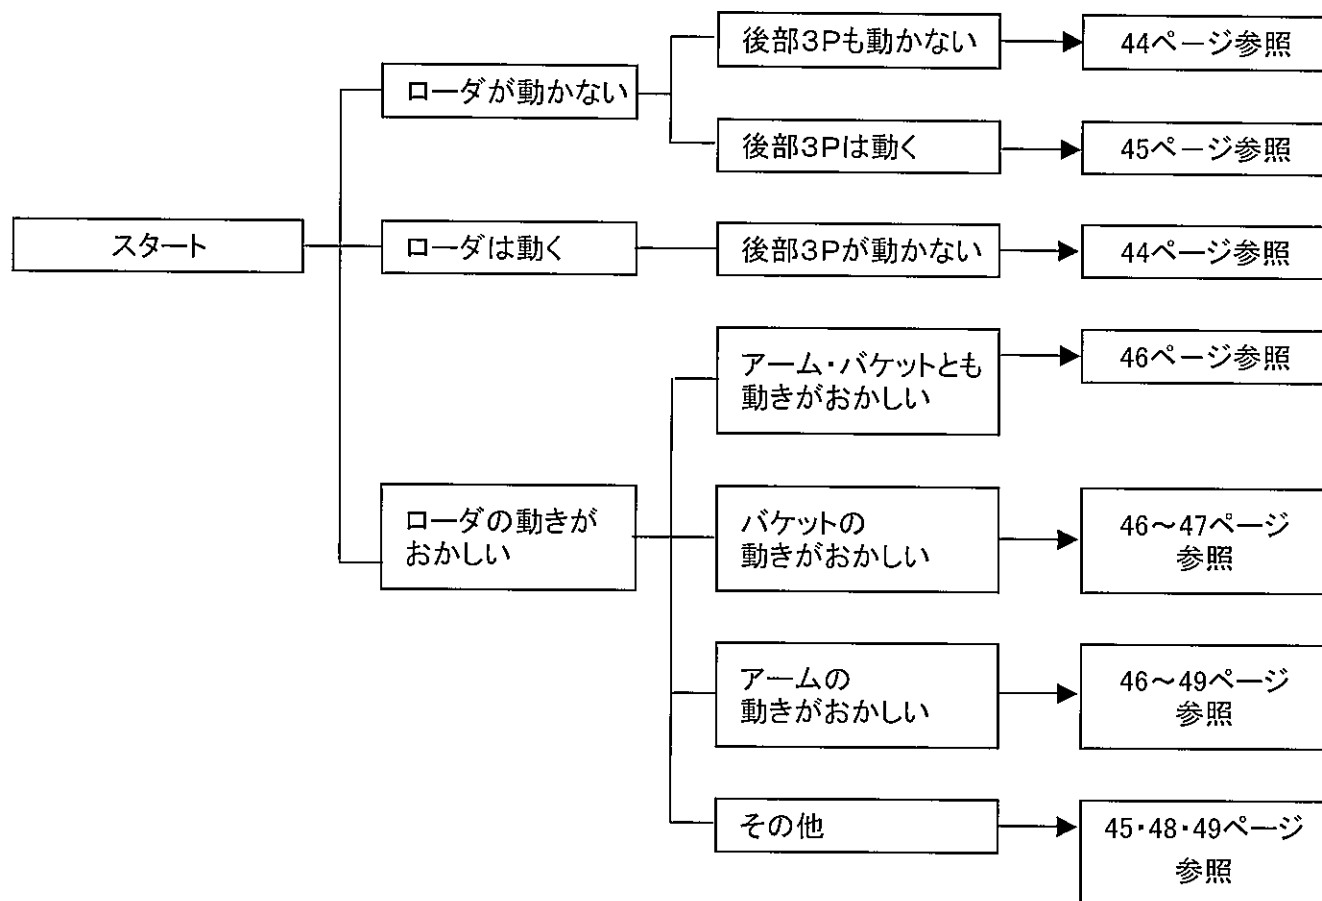 後部3Pも動かない
44ページ参照
ローダが動かない
後部3Pは動く
45ページ参照
スタート
ローダは動く
後部3Pが動かない
44ページ参照
アーム・バケットとも
動きがおかしい
46ページ参照
ローダの動きが
おかしい
バケットの
動きがおかしい
46～47ページ
参照
アームの
動きがおかしい
46～49ページ
参照
その他
45・48・49ページ
参照